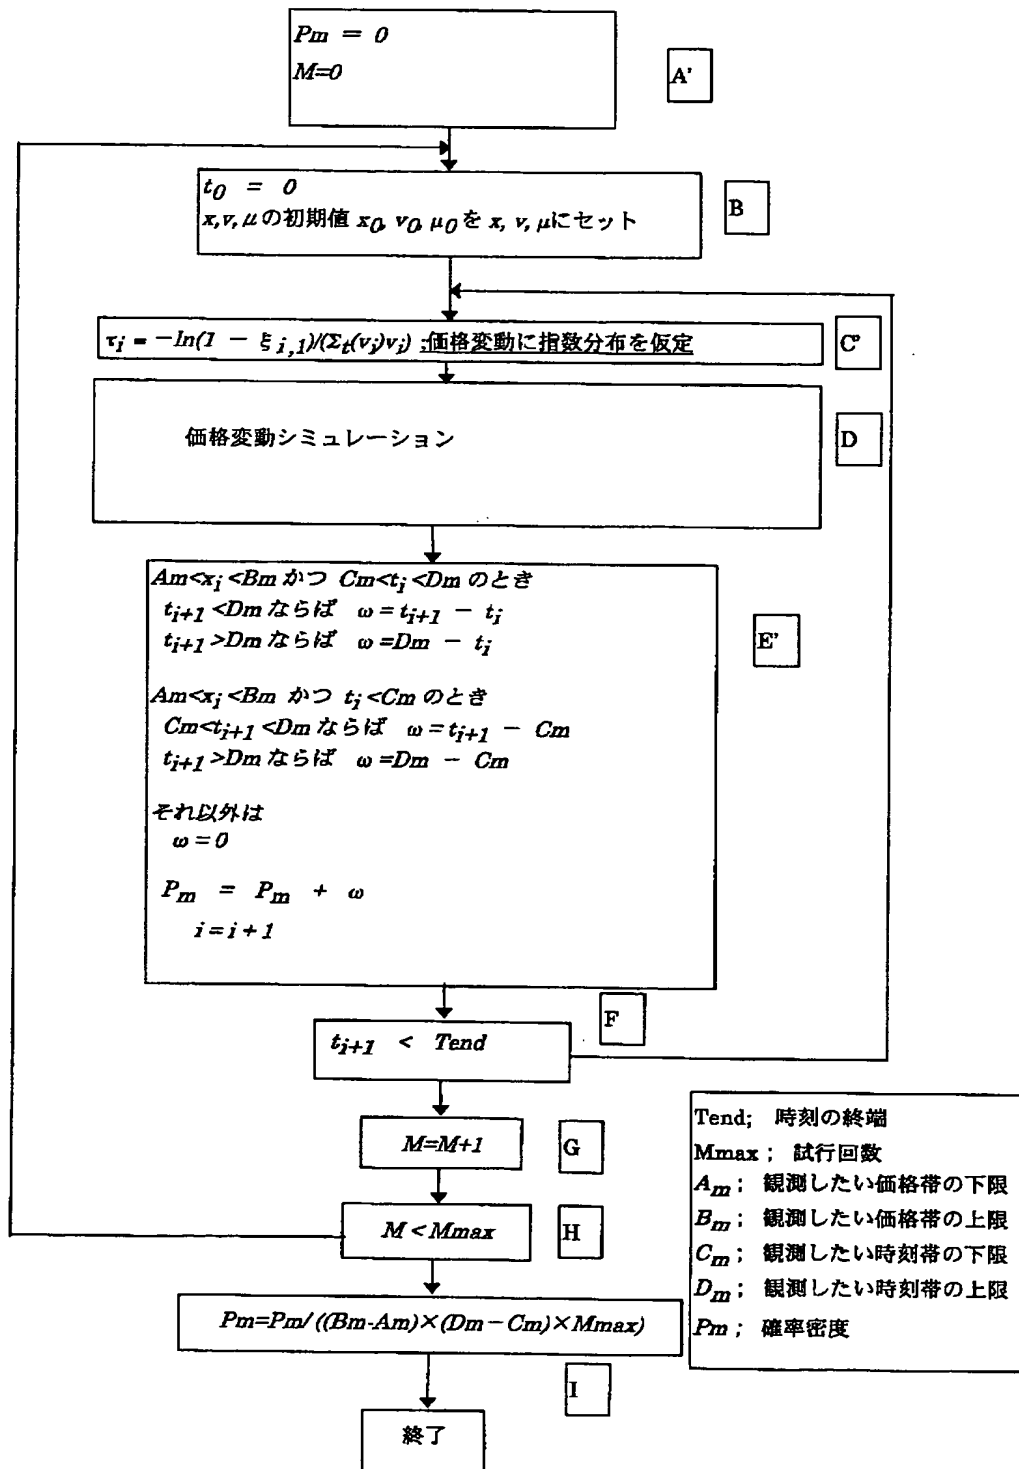 Pm = 0
M=0
A'
t0 = 0
x,v,μの初期値 x0, v0, μ0を x, v, μにセット
B
τi = −In(1 − ξi,1)/(Σt(vi)vi) ;価格変動に指数分布を仮定
C'
価格変動シミュレーション
D
Am<xi<Bm かつ Cm<ti<Dm のとき
ti+1<Dm ならば ω=ti+1 − ti
ti+1>Dm ならば ω=Dm − ti
E'
Am<xi<Bm かつ ti<Cm のとき
Cm<ti+1<Dm ならば ω=ti+1 − Cm
ti+1>Dm ならば ω=Dm − Cm
それ以外は
ω=0
Pm = Pm + ω
i=i+1
F
ti+1 < Tend
M=M+1
G
M<Mmax
H
Pm=Pm/((Bm-Am)×(Dm−Cm)×Mmax)
I
終了
Tend; 時刻の終端
Mmax; 試行回数
Am; 観測したい価格帯の下限
Bm; 観測したい価格帯の上限
Cm; 観測したい時刻帯の下限
Dm; 観測したい時刻帯の上限
Pm; 確率密度